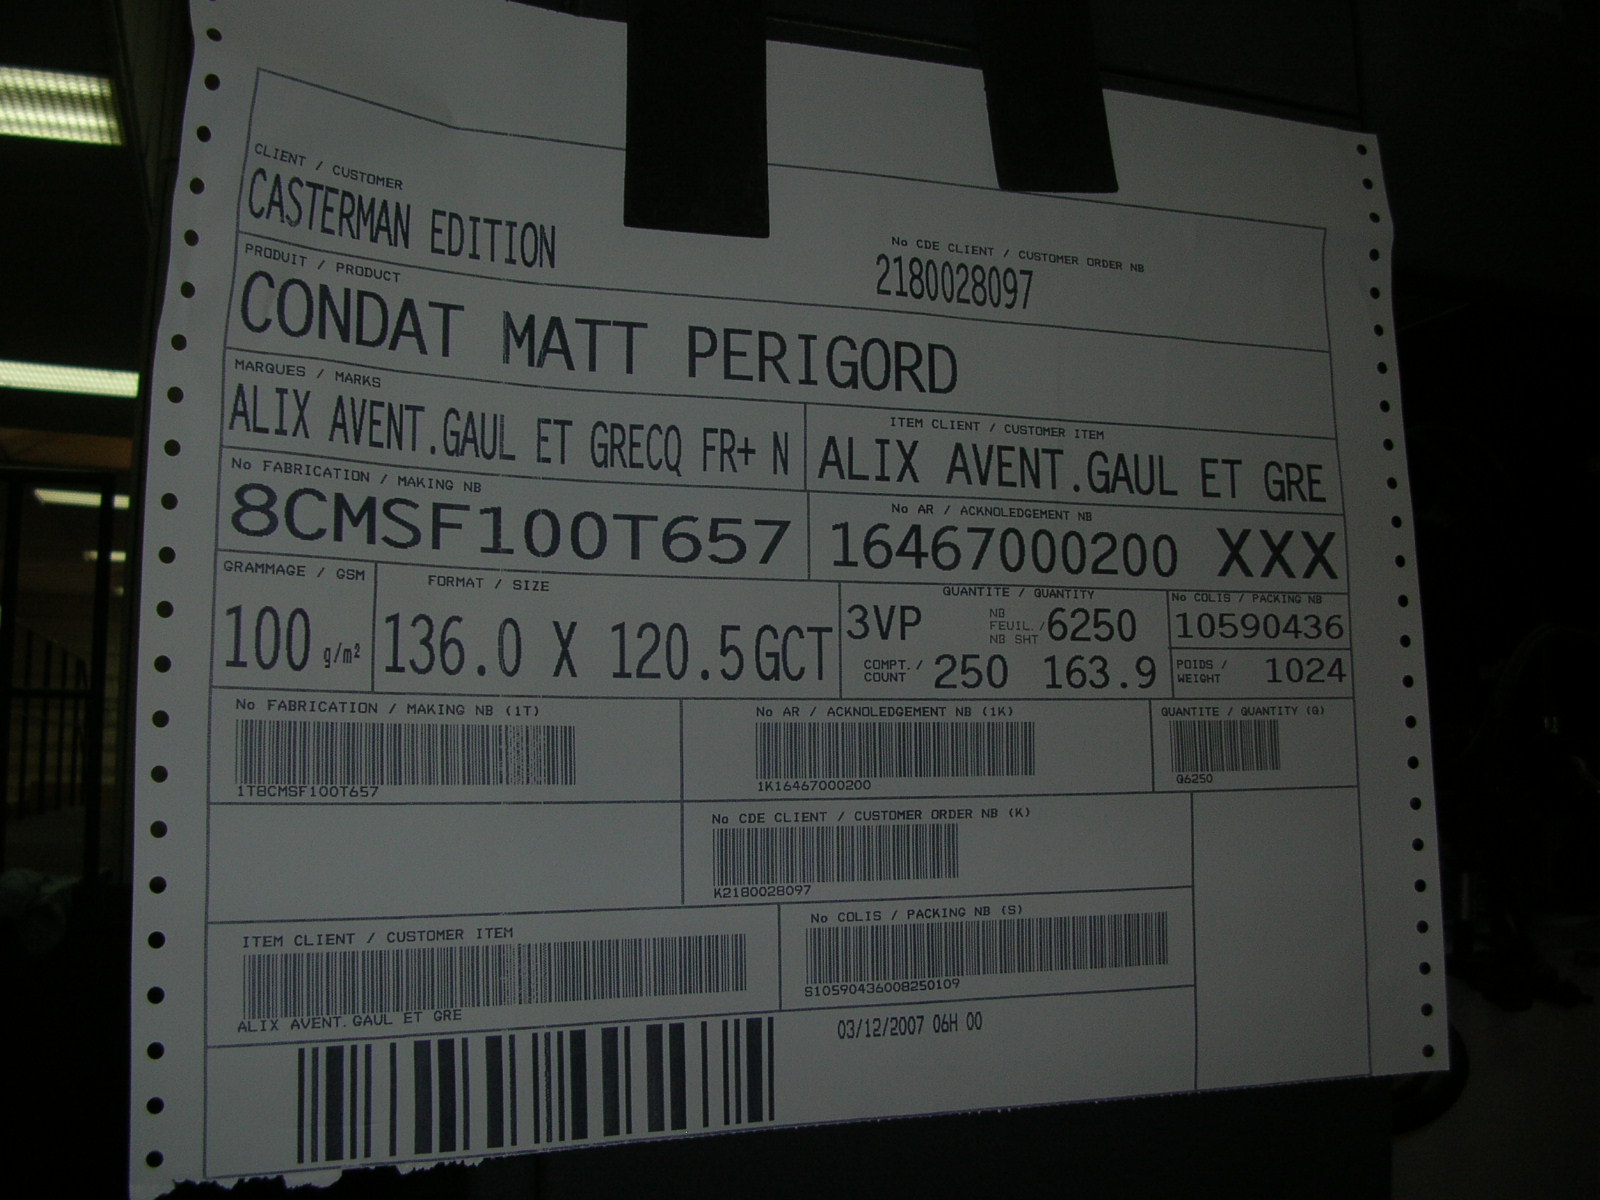 CLIENT / CUSTOMER
CASTERMAN EDITION
No CDE CLIENT / CUSTOMER ORDER NB
2180028097
PRODUIT / PRODUCT
CONDAT MATT PERIGORD
MARQUES / MARKS
ALIX AVENT.GAUL ET GRECQ FR+ N
ITEM CLIENT / CUSTOMER ITEM
ALIX AVENT.GAUL ET GRE
No FABRICATION / MAKING NB
8CMSF100T657
No AR / ACKNOLEDGEMENT NB
16467000200 XXX
GRAMMAGE / GSM
100 g/m²
FORMAT / SIZE
136.0 X 120.5 GCT
QUANTITE / QUANTITY
3VP NB FEUIL./ NB SHT 6250
COMPT./ COUNT 250 163.9
No COLIS / PACKING NB
10590436
POIDS / WEIGHT 1024
No FABRICATION / MAKING NB (1T)
1T8CMSF100T657
No AR / ACKNOLEDGEMENT NB (1K)
1K16467000200
QUANTITE / QUANTITY (Q)
Q6250
No CDE CLIENT / CUSTOMER ORDER NB (K)
K2180028097
ITEM CLIENT / CUSTOMER ITEM
ALIX AVENT.GAUL ET GRE
No COLIS / PACKING NB (S)
S10590436008250109
03/12/2007 06H 00